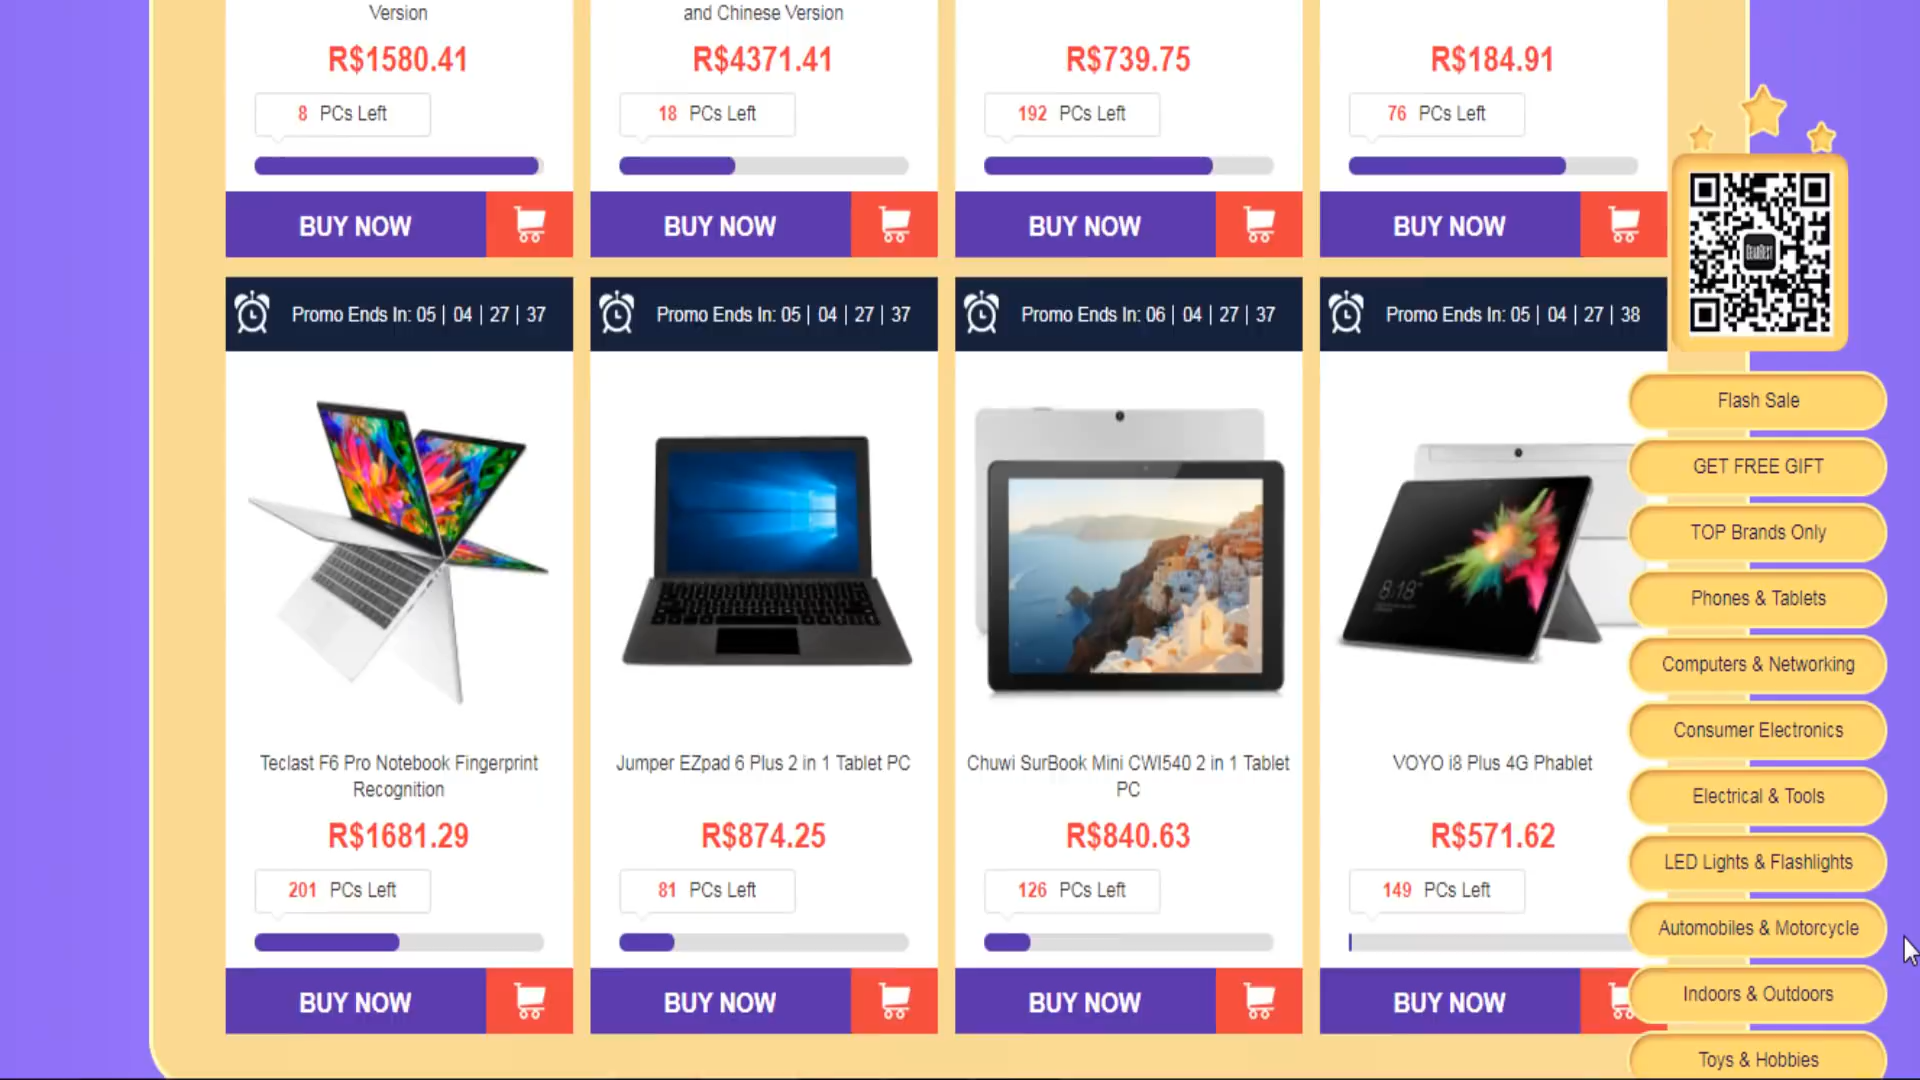 Version
and Chinese Version
R$1580.41
R$4371.41
R$739.75
R$184.91
8 PCs Left
18 PCs Left
192 PCs Left
76 PCs Left
BUY NOW
BUY NOW
BUY NOW
BUY NOW
GEARBEST
Promo Ends In: 05 | 04 | 27 | 37
Promo Ends In: 05 | 04 | 27 | 37
Promo Ends In: 06 | 04 | 27 | 37
Promo Ends In: 05 | 04 | 27 | 38
8:18
Teclast F6 Pro Notebook Fingerprint
Recognition
Jumper EZpad 6 Plus 2 in 1 Tablet PC
Chuwi SurBook Mini CWI540 2 in 1 Tablet
PC
VOYO i8 Plus 4G Phablet
R$1681.29
R$874.25
R$840.63
R$571.62
201 PCs Left
81 PCs Left
126 PCs Left
149 PCs Left
BUY NOW
BUY NOW
BUY NOW
BUY NOW
Flash Sale
GET FREE GIFT
TOP Brands Only
Phones & Tablets
Computers & Networking
Consumer Electronics
Electrical & Tools
LED Lights & Flashlights
Automobiles & Motorcycle
Indoors & Outdoors
Toys & Hobbies